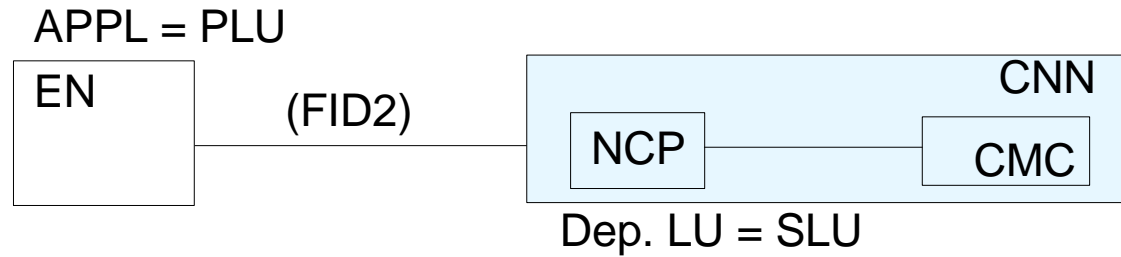 APPL = PLU
EN
(FID2)
CNN
NCP
CMC
Dep. LU = SLU